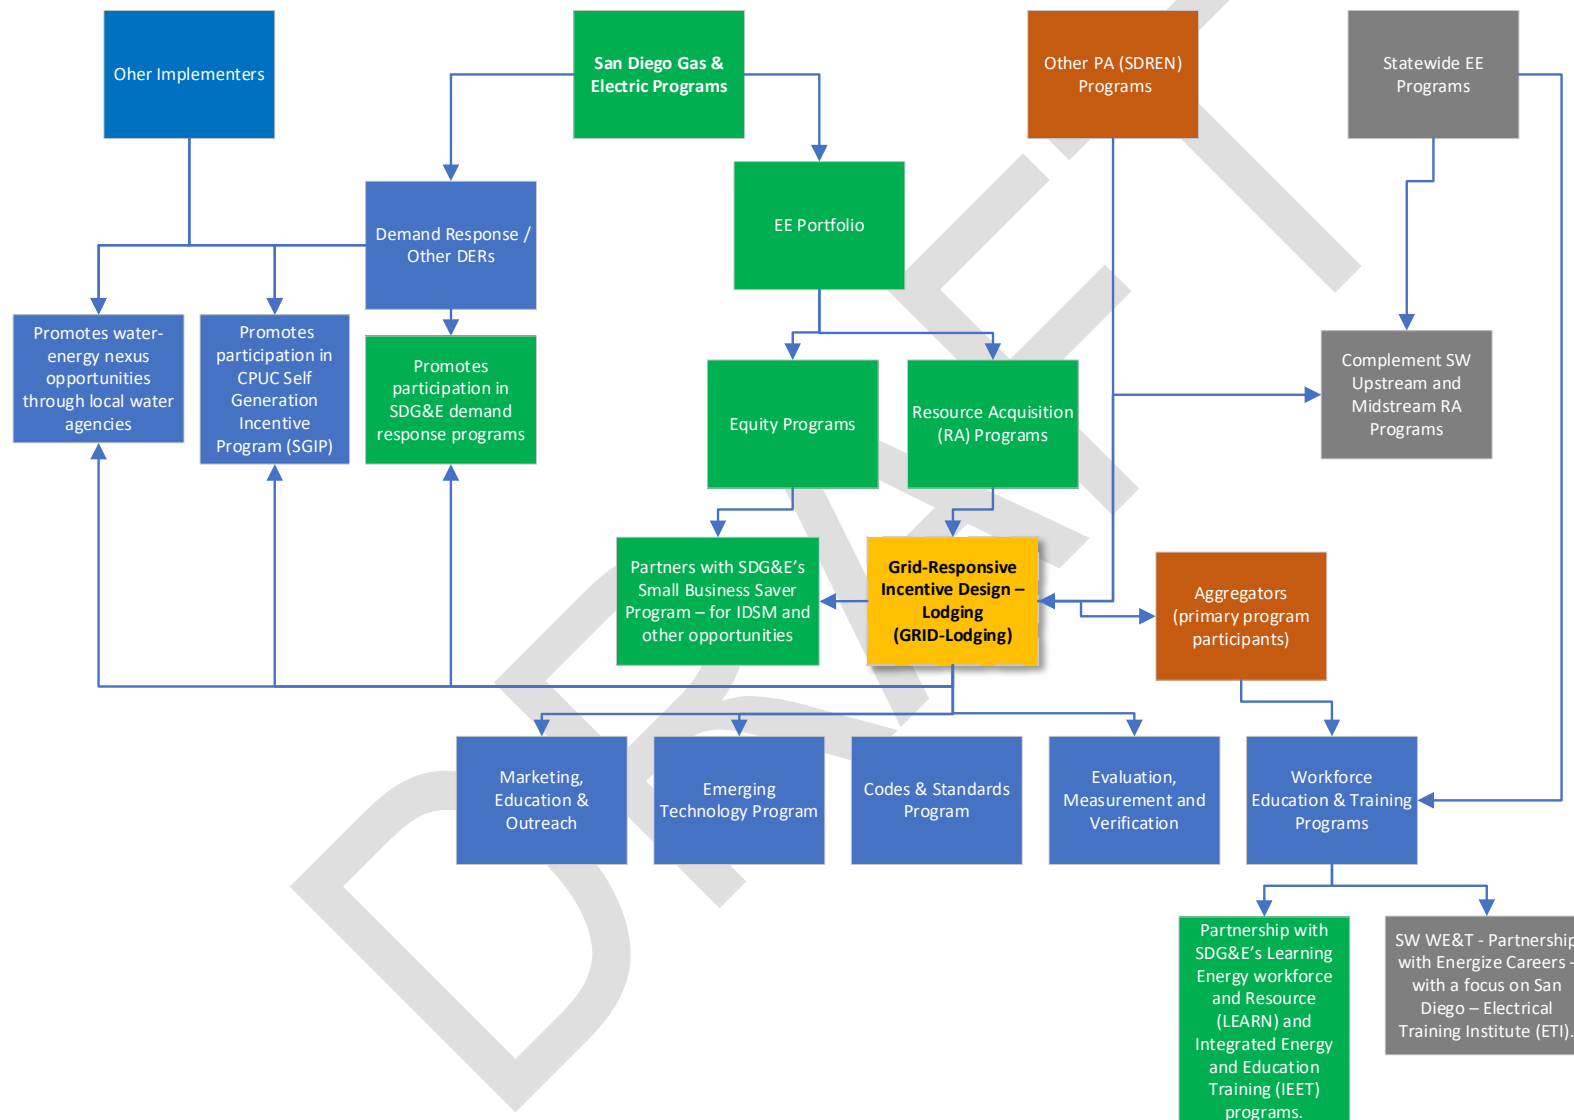 Oher Implementers
San Diego Gas &
Electric Programs
Other PA (SDREN)
Programs
Statewide EE
Programs
Demand Response /
Other DERs
EE Portfolio
Promotes water-
energy nexus
opportunities
through local water
agencies
Promotes
participation in
CPUC Self
Generation
Incentive
Program (SGIP)
Promotes
participation in
SDG&E demand
response programs
Equity Programs
Resource Acquisition
(RA) Programs
Complement SW
Upstream and
Midstream RA
Programs
Partners with SDG&E's
Small Business Saver
Program – for IDSM and
other opportunities
Grid-Responsive
Incentive Design –
Lodging
(GRID-Lodging)
Aggregators
(primary program
participants)
Marketing,
Education &
Outreach
Emerging
Technology Program
Codes & Standards
Program
Evaluation,
Measurement and
Verification
Workforce
Education & Training
Programs
Partnership with
SDG&E's Learning
Energy workforce
and Resource
(LEARN) and
Integrated Energy
and Education
Training (IEET)
programs.
SW WE&T - Partnership
with Energize Careers -
with a focus on San
Diego – Electrical
Training Institute (ETI).
DRAFT